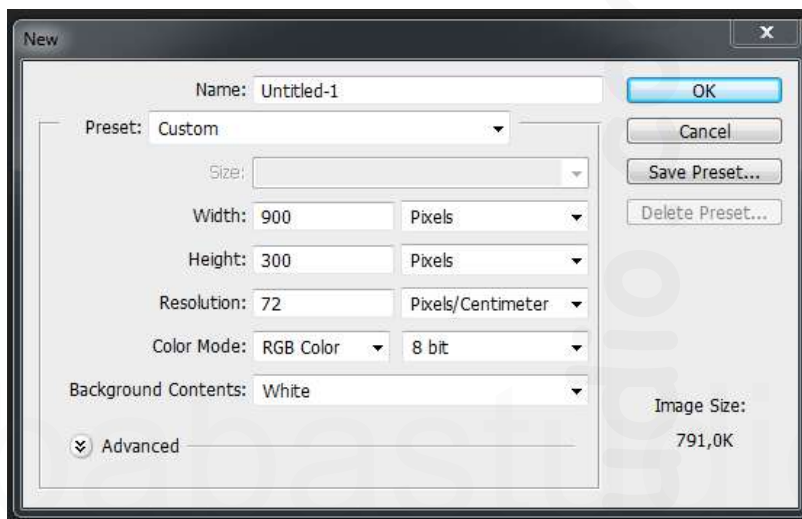 New
x
Name: Untitled-1
OK
Preset: Custom
Cancel
Size:
Save Preset...
Width: 900 Pixels
Delete Preset...
Height: 300 Pixels
Resolution: 72 Pixels/Centimeter
Color Mode: RGB Color 8 bit
Background Contents: White
Image Size:
791,0K
Advanced
babastudio